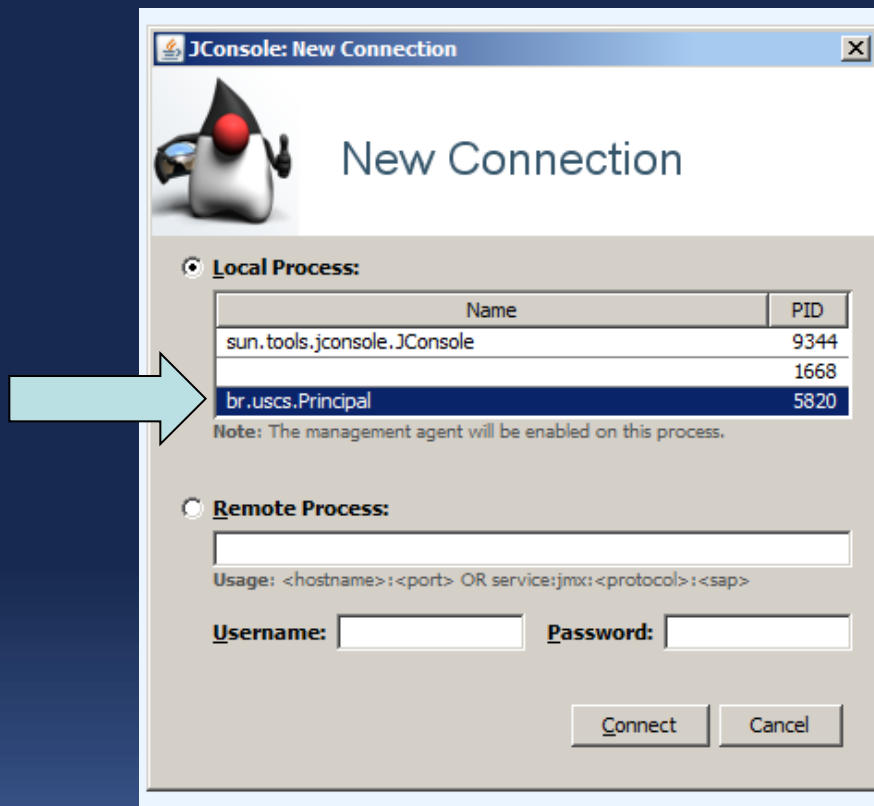 JConsole: New Connection
New Connection
Local Process:
Name PID
sun.tools.jconsole.JConsole 9344
1668
br.uscs.Principal 5820
Note: The management agent will be enabled on this process.
Remote Process:
Usage: <hostname>:<port> OR service:jmx:<protocol>:<sap>
Username: Password:
Connect Cancel